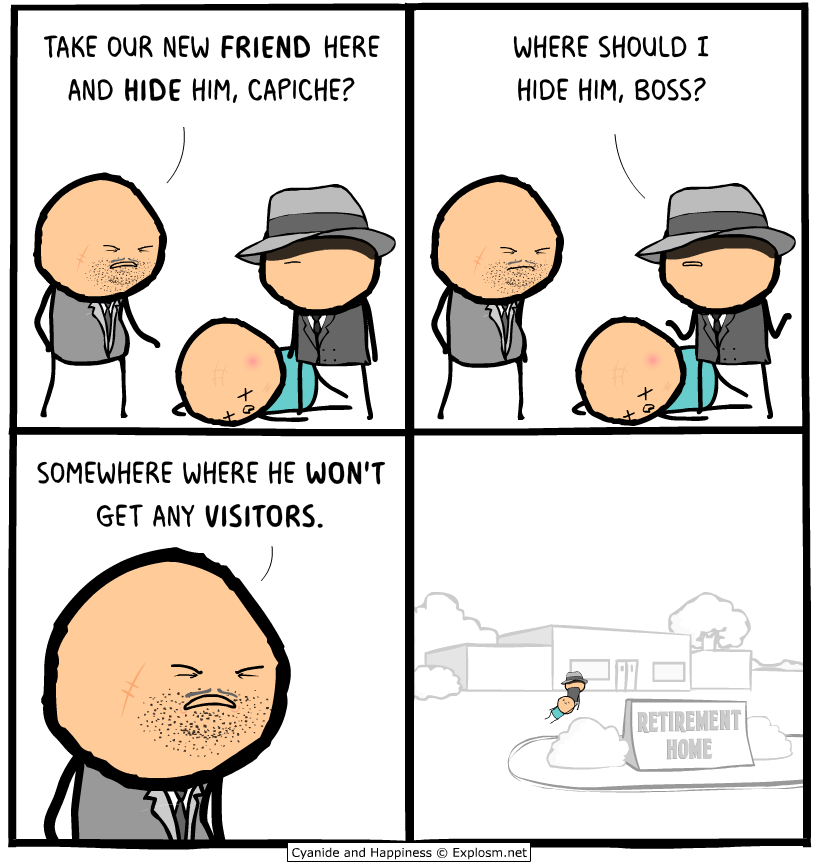 TAKE OUR NEW FRIEND HERE
AND HIDE HIM, CAPICHE?
WHERE SHOULD I
HIDE HIM, BOSS?
SOMEWHERE WHERE HE WON'T
GET ANY VISITORS.
RETIREMENT
HOME
Cyanide and Happiness © Explosm.net